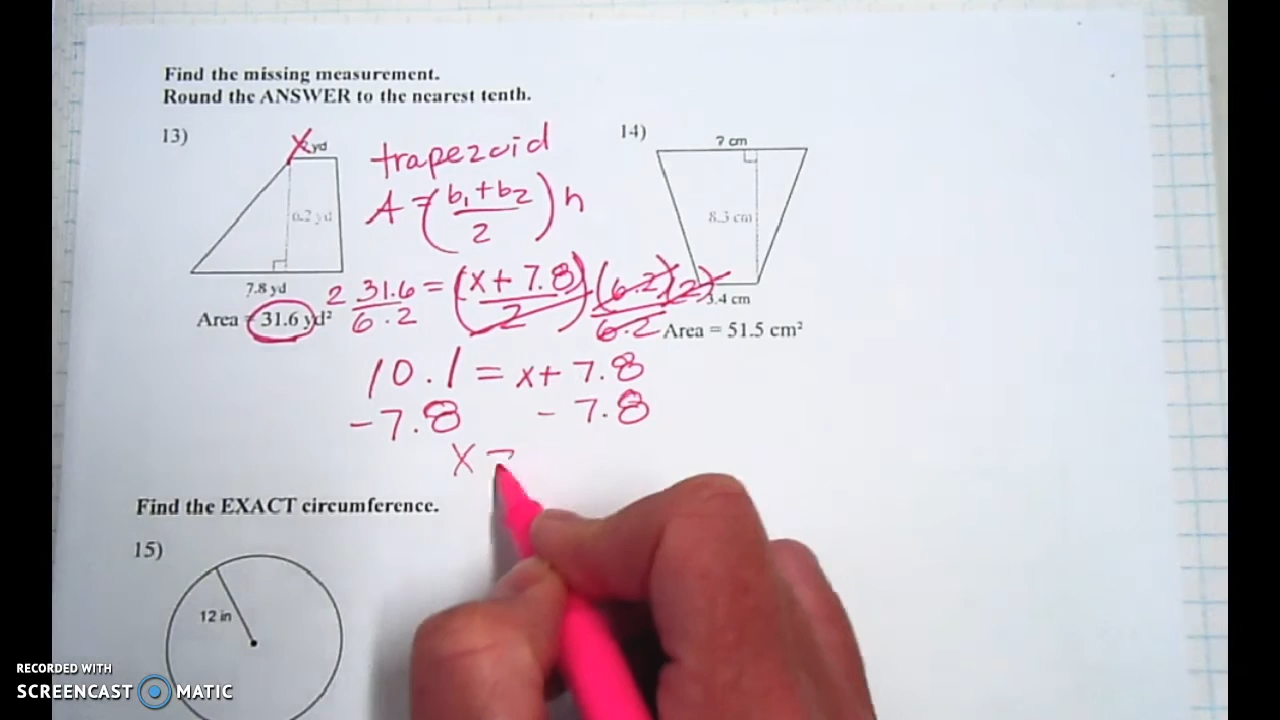 Find the missing measurement.
Round the ANSWER to the nearest tenth.
13)
X yd
6.2 yd
7.8 yd
Area = 31.6 yd²
trapezoid
A = (b₁ + b₂ / 2) h
2 31.6 / 6.2 = (x + 7.8 / 2) (6.2)(2) / 6.2
10.1 = x + 7.8
- 7.8 - 7.8
x =
14)
? cm
8.3 cm
3.4 cm
Area = 51.5 cm²
Find the EXACT circumference.
15)
12 in
RECORDED WITH
SCREENCAST MATIC